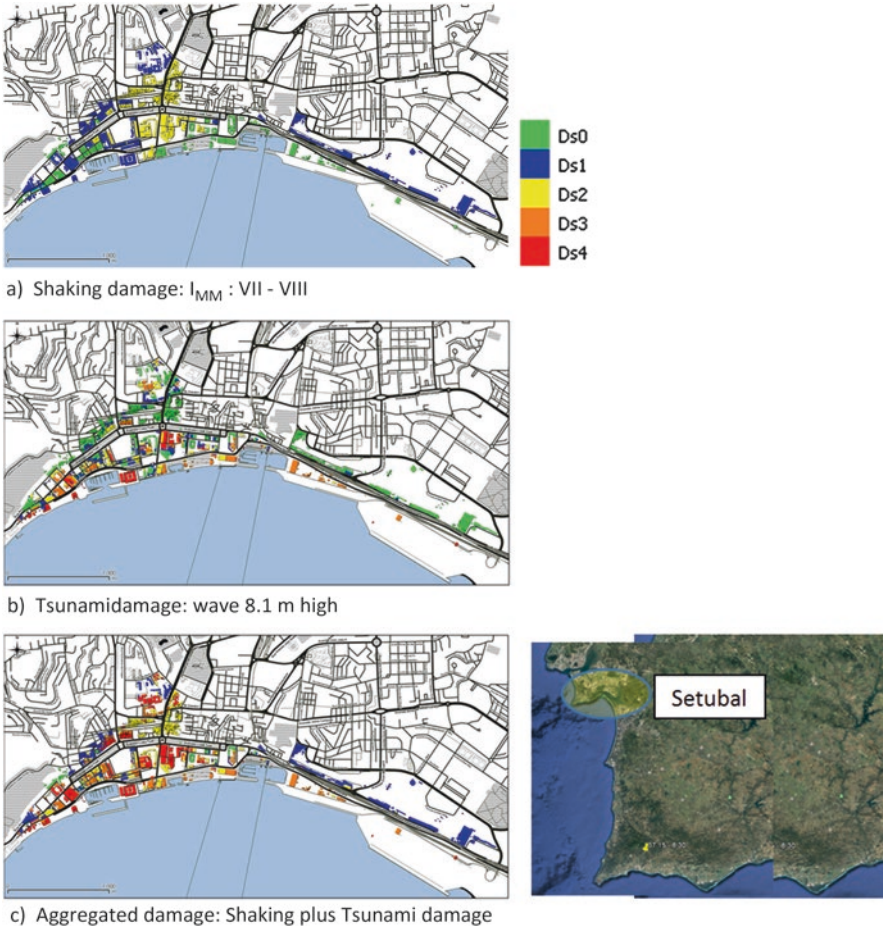 Ds0
Ds1
Ds2
Ds3
Ds4
a) Shaking damage: IMM : VII - VIII
b) Tsunamidamage: wave 8.1 m high
Setubal
c) Aggregated damage: Shaking plus Tsunami damage